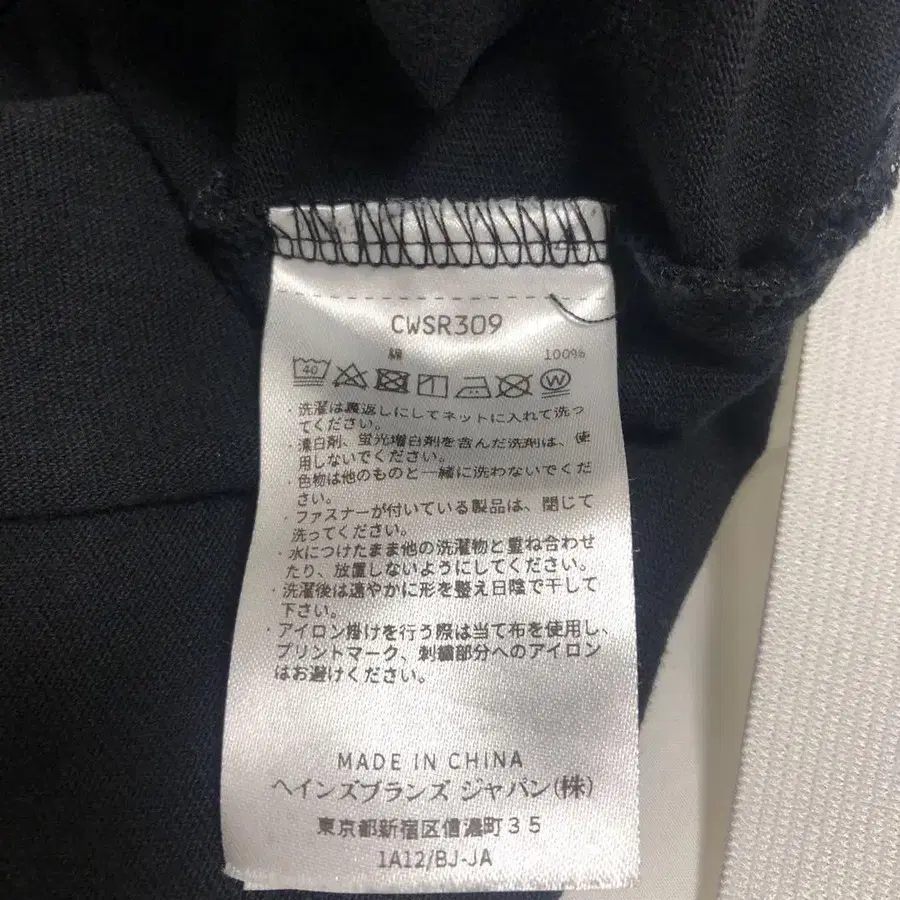 CWSR309
綿 100%
40 W
・洗濯は裏返しにしてネットに入れて洗っ
てください。
・漂白剤、蛍光増白剤を含んだ洗剤は、使
用しないでください。
・色物は他のものと一緒に洗わないでくだ
さい。
・ファスナーが付いている製品は、閉じて
洗ってください。
・水につけたまま他の洗濯物と重ね合わせ
たり、放置しないようにしてください。
・洗濯後は速やかに形を整え日陰で干して
下さい。
・アイロン掛けを行う際は当て布を使用し、
プリントマーク、刺繍部分へのアイロン
はお避けください。
MADE IN CHINA
ヘインズブランズ ジャパン(株)
東京都新宿区信濃町35
1A12/BJ-JA